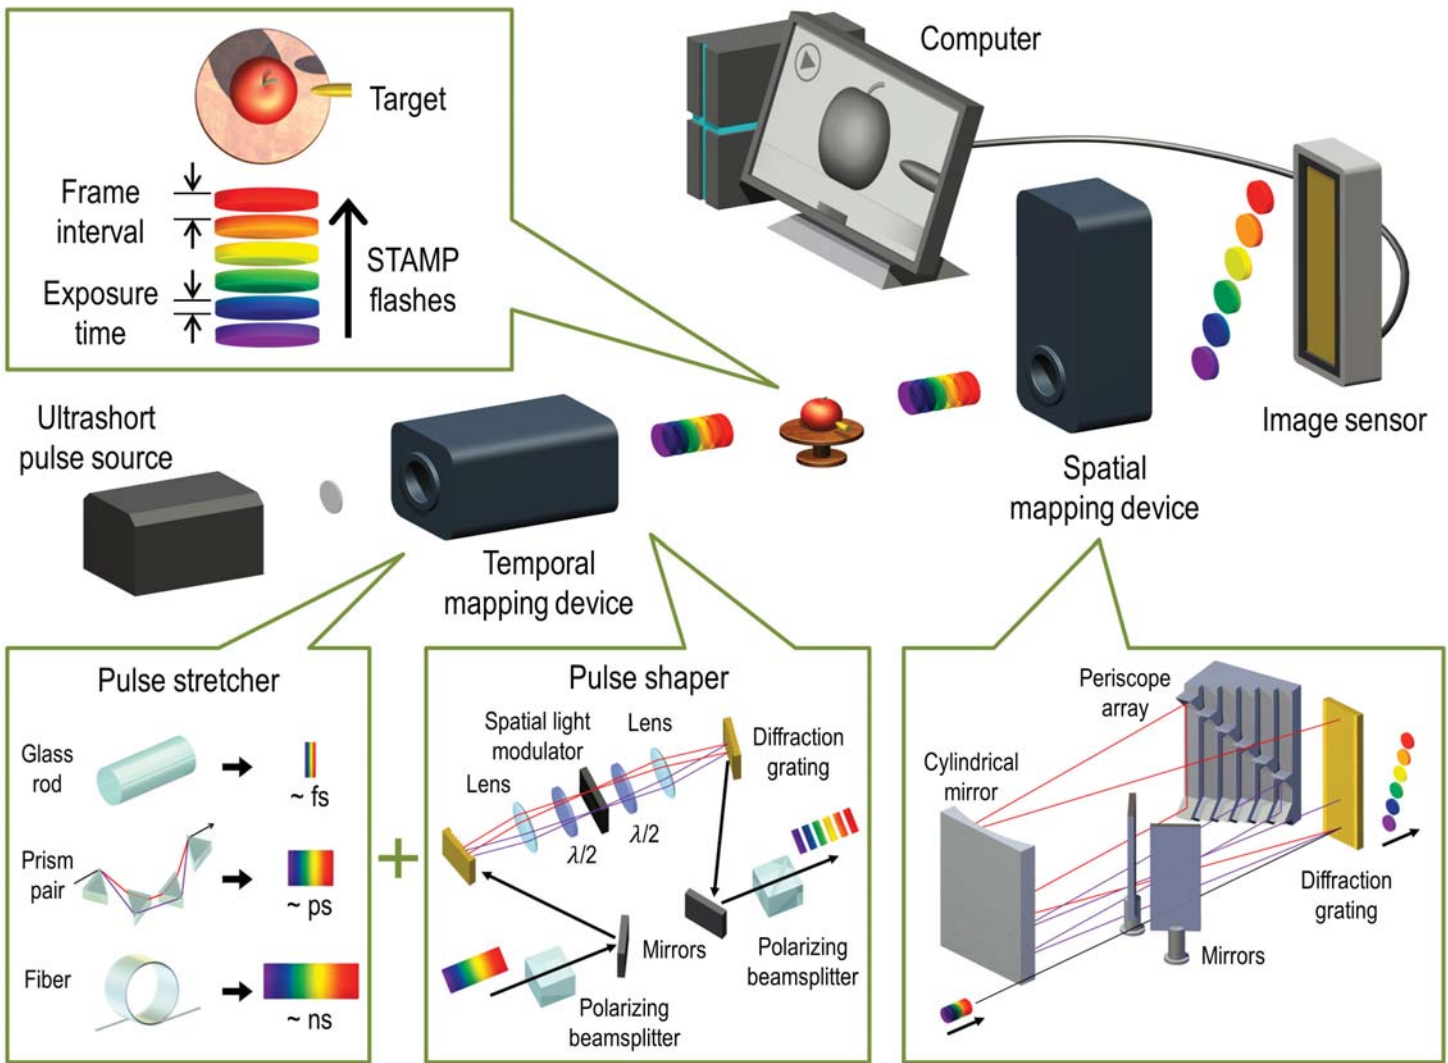 Target
Frame
interval
STAMP
flashes
Exposure
time
Computer
Image sensor
Ultrashort
pulse source
Temporal
mapping device
Spatial
mapping device
Pulse stretcher
Glass
rod
~ fs
Prism
pair
~ ps
Fiber
~ ns
+
Pulse shaper
Spatial light
modulator
Lens
Lens
λ/2
λ/2
Diffraction
grating
Mirrors
Polarizing
beamsplitter
Polarizing
beamsplitter
Periscope
array
Cylindrical
mirror
Diffraction
grating
Mirrors